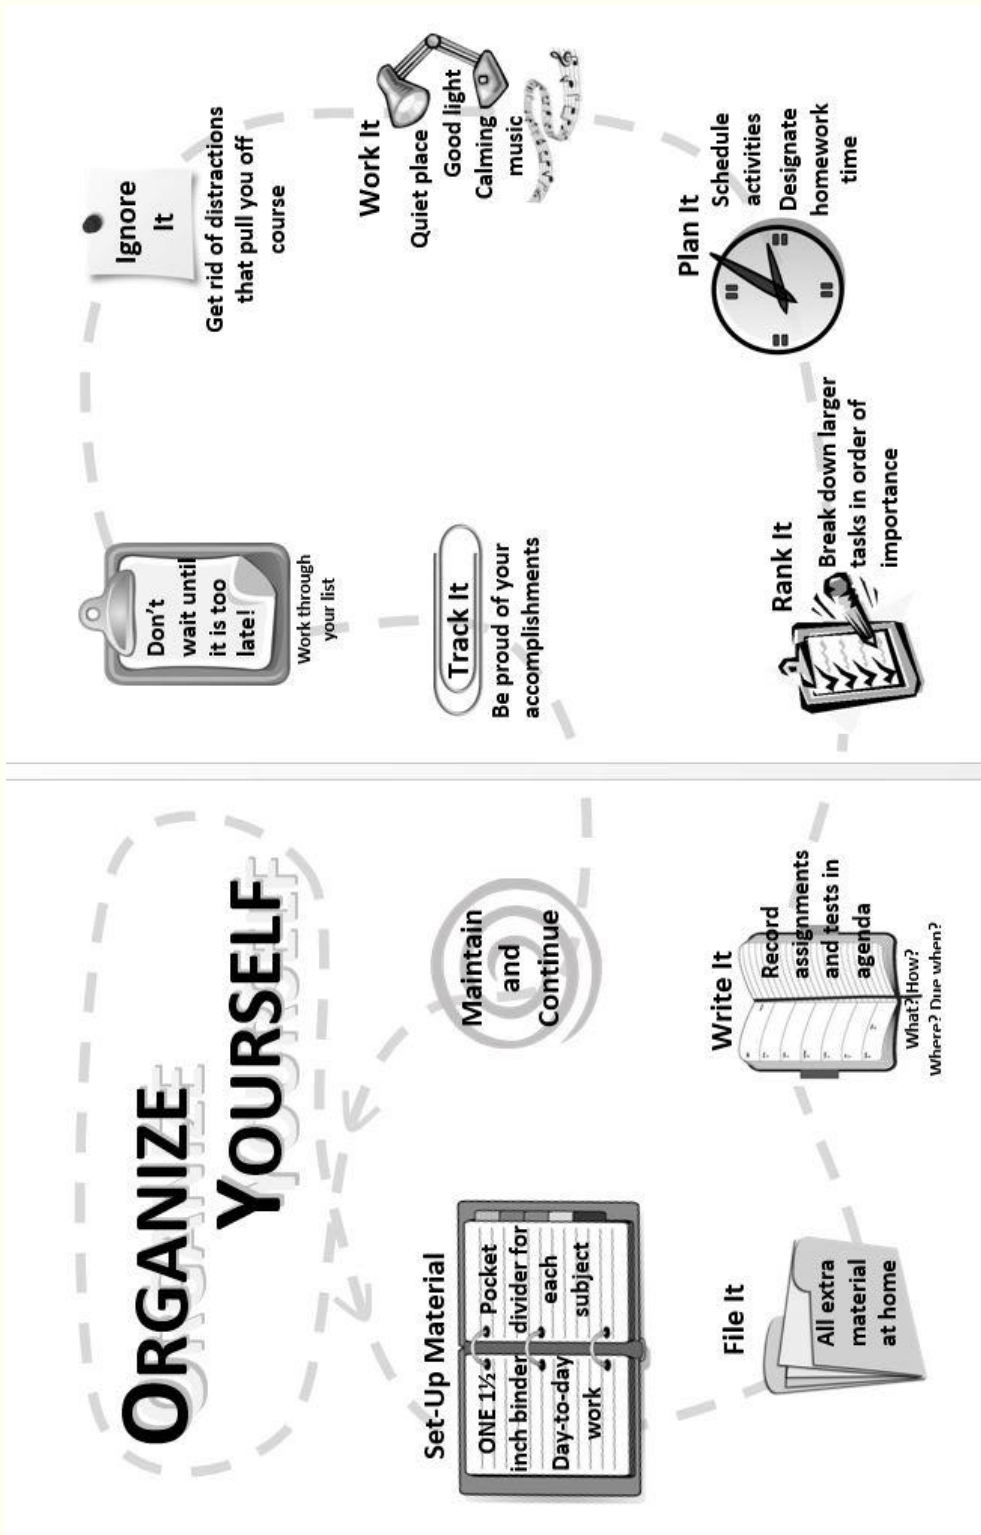 ORGANIZE
YOURSELF
Set-Up Material
ONE 1½
inch binder
Day-to-day
work
Pocket
divider for
each
subject
File It
All extra
material
at home
Write It
Record
assignments
and tests in
agenda
What? How?
Where? Due when?
Rank It
Break down larger
tasks in order of
importance
Plan It
Schedule
activities
Designate
homework
time
Work It
Quiet place
Good light
Calming
music
Ignore
It
Get rid of distractions
that pull you off
course
Don't
wait until
it is too
late!
Work through
your list
Track It
Be proud of your
accomplishments
Maintain
and
Continue